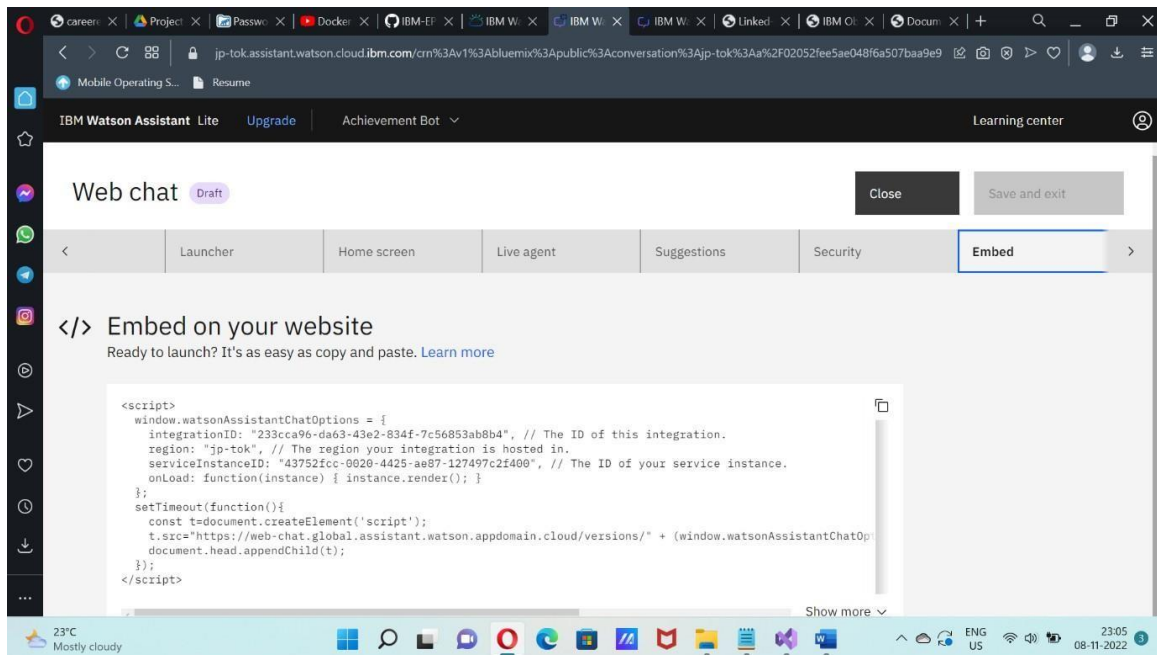 career
Project
Passwo
Docker
IBM-EP
IBM W
IBM W
IBM W
Linked
IBM Ob
Docum
jp-tok.assistant.watson.cloud.ibm.com/crn%3Av1%3Abluemix%3Apublic%3Aconversation%3Ajp-tok%3Aa%2F02052fee5ae048f6a507baa9e9
Mobile Operating S... Resume
IBM Watson Assistant Lite Upgrade Achievement Bot Learning center
Web chat Draft Close Save and exit
Launcher Home screen Live agent Suggestions Security Embed
</> Embed on your website
Ready to launch? It's as easy as copy and paste. Learn more
<script>
window.watsonAssistantChatOptions = {
integrationID: "233cca96-da63-43e2-834f-7c56853ab8b4", // The ID of this integration.
region: "jp-tok", // The region your integration is hosted in.
serviceInstanceID: "43752fcc-0020-4425-ae87-127497c2f400", // The ID of your service instance.
onLoad: function(instance) { instance.render(); }
};
setTimeout(function(){
const t=document.createElement('script');
t.src="https://web-chat.global.assistant.watson.appdomain.cloud/versions/" + (window.watsonAssistantChatOp
document.head.appendChild(t);
});
</script>
Show more
23°C ENG 23:05
Mostly cloudy US 08-11-2022 3